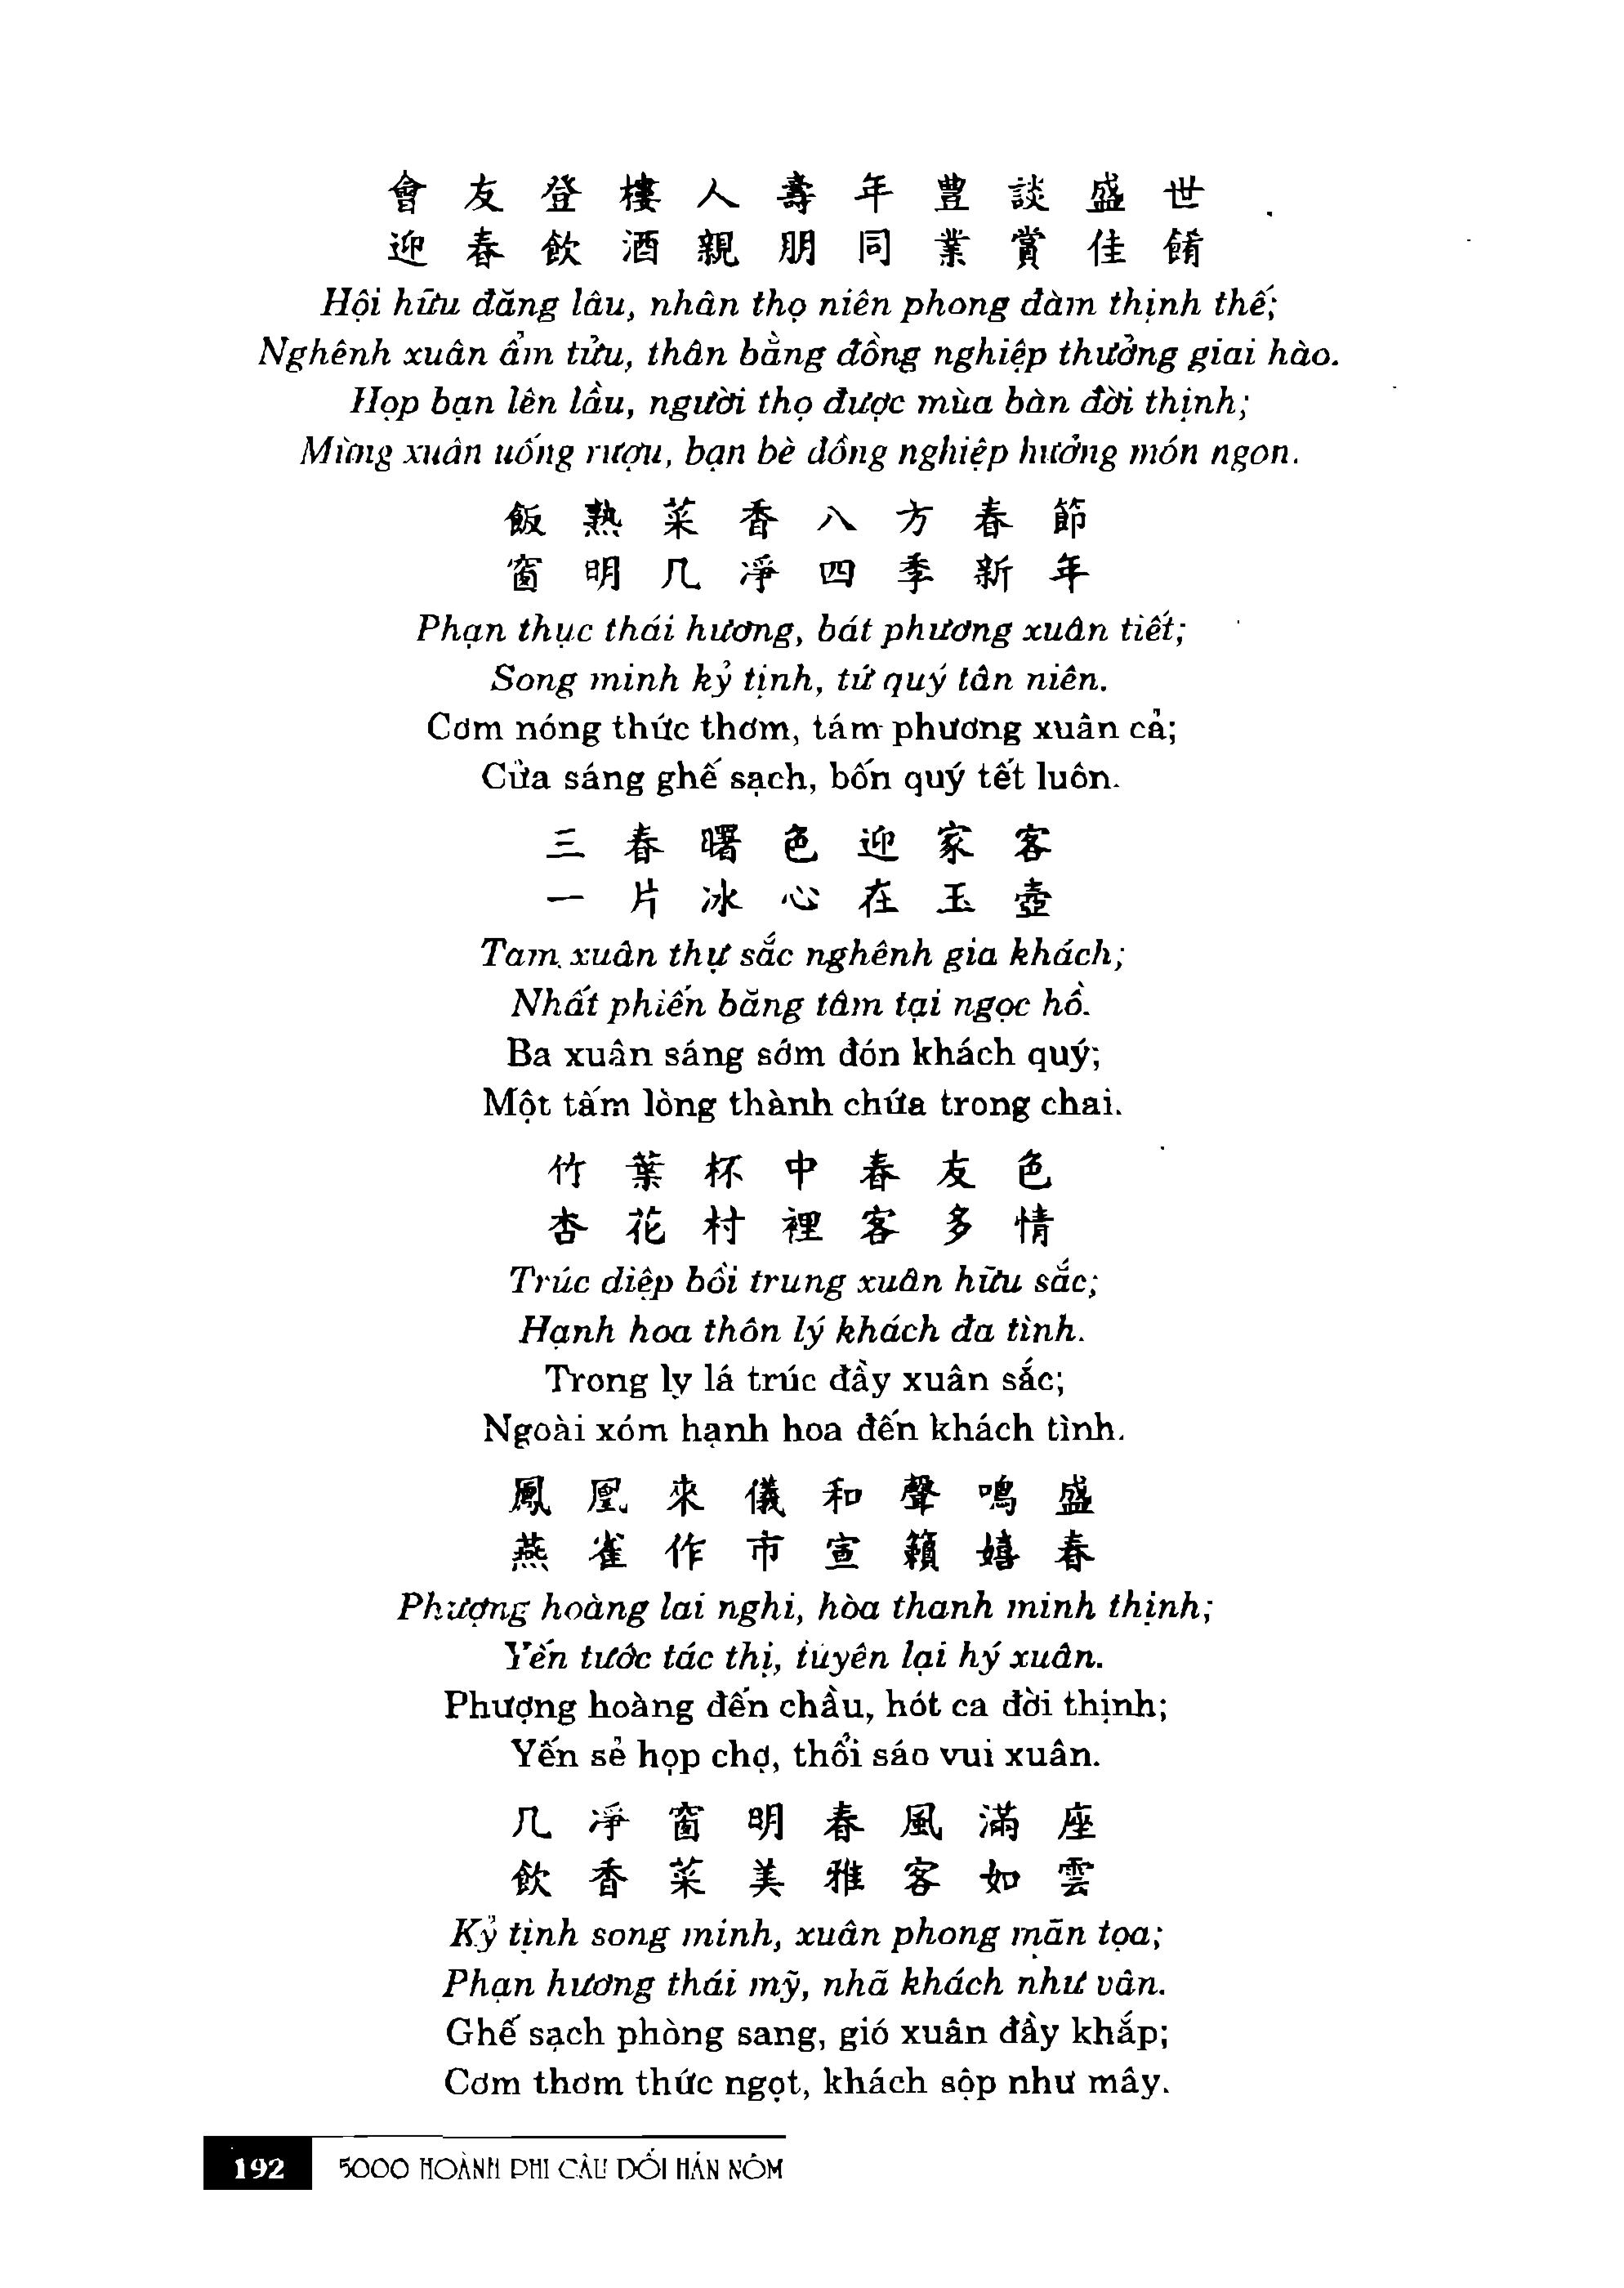 會友登樓人壽年豊談盛世
迎春飲酒親朋同業賞佳餚
Hội hữu đăng lâu, nhân thọ niên phong đàm thịnh thế;
Nghênh xuân ẩm tửu, thân bằng đồng nghiệp thưởng giai hào.
Họp bạn lên lầu, người thọ được mùa bàn đời thịnh;
Mừng xuân uống rượu, bạn bè đồng nghiệp hưởng món ngon.
飯熟菜香八方春節
窗明几凈四季新年
Phạn thục thái hương, bát phương xuân tiết;
Song minh kỷ tịnh, tứ quý tân niên.
Cơm nóng thức thơm, tám phương xuân cả;
Cửa sáng ghế sạch, bốn quý tết luôn.
三春曙色迎家客
一片冰心在玉壺
Tam xuân thự sắc nghênh gia khách;
Nhất phiến băng tâm tại ngọc hồ.
Ba xuân sáng sớm đón khách quý;
Một tấm lòng thành chứa trong chai.
竹葉杯中春友色
杏花村裡客多情
Trúc diệp bồi trung xuân hữu sắc;
Hạnh hoa thôn lý khách đa tình.
Trong ly lá trúc đầy xuân sắc;
Ngoài xóm hạnh hoa đến khách tình.
鳳凰來儀和聲鳴盛
燕雀作市宣籟嬉春
Phượng hoàng lai nghi, hòa thanh minh thịnh;
Yến tước tác thị, tuyên lại hý xuân.
Phượng hoàng đến chầu, hót ca đời thịnh;
Yến sẻ họp chợ, thổi sáo vui xuân.
几凈窗明春風滿座
飲香菜美雅客如雲
Kỷ tịnh song minh, xuân phong mãn tọa;
Phạn hương thái mỹ, nhã khách như vân.
Ghế sạch phòng sang, gió xuân đầy khắp;
Cơm thơm thức ngọt, khách sộp như mây.
192 5000 HOÀNH PHI CÂU ĐỐI HÁN NÔM